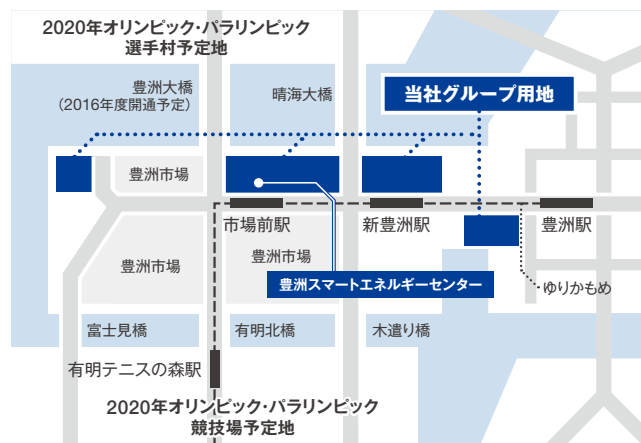 2020年オリンピック・パラリンピック
選手村予定地
豊洲大橋
(2016年度開通予定)
晴海大橋
当社グループ用地
豊洲市場
市場前駅
新豊洲駅
豊洲駅
豊洲市場
豊洲市場
豊洲スマートエネルギーセンター
ゆりかもめ
富士見橋
有明北橋
木遣り橋
有明テニスの森駅
2020年オリンピック・パラリンピック
競技場予定地